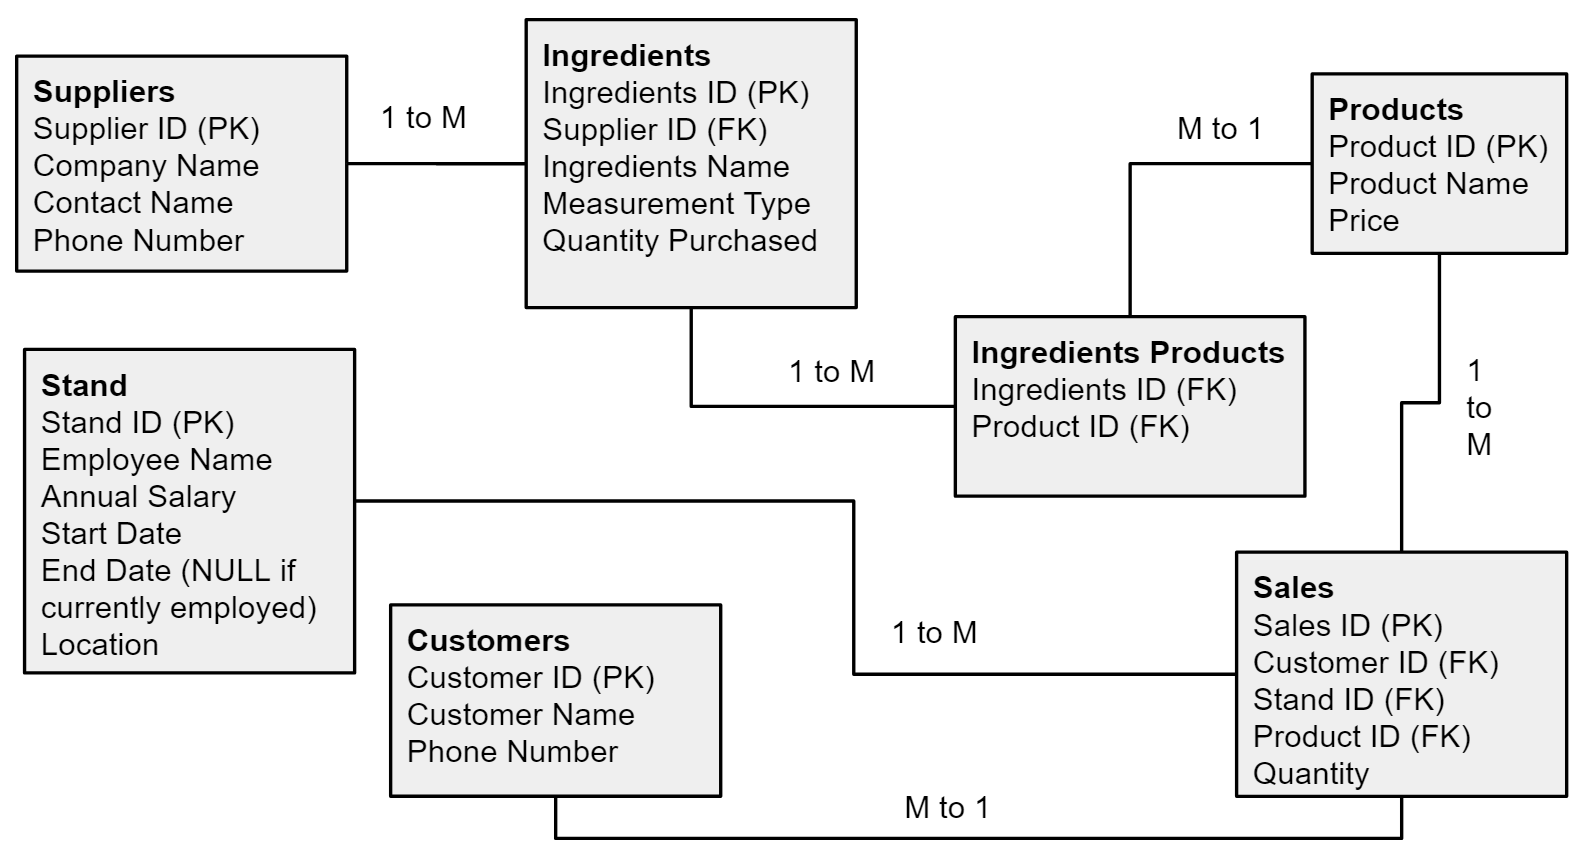 Suppliers
Supplier ID (PK)
Company Name
Contact Name
Phone Number
1 to M
Ingredients
Ingredients ID (PK)
Supplier ID (FK)
Ingredients Name
Measurement Type
Quantity Purchased
M to 1
Products
Product ID (PK)
Product Name
Price
1 to M
Ingredients Products
Ingredients ID (FK)
Product ID (FK)
1
to
M
Stand
Stand ID (PK)
Employee Name
Annual Salary
Start Date
End Date (NULL if
currently employed)
Location
1 to M
Customers
Customer ID (PK)
Customer Name
Phone Number
Sales
Sales ID (PK)
Customer ID (FK)
Stand ID (FK)
Product ID (FK)
Quantity
M to 1